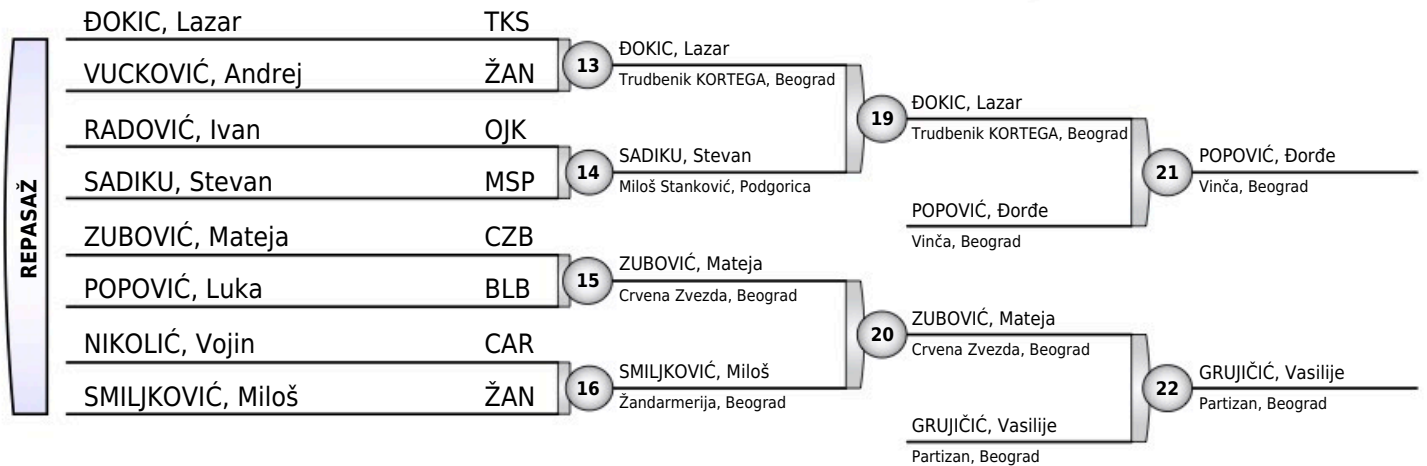 REPASAŽ
ĐOKIC, Lazar TKS
VUCKOVIĆ, Andrej ŽAN
RADOVIĆ, Ivan OJK
SADIKU, Stevan MSP
ZUBOVIĆ, Mateja CZB
POPOVIĆ, Luka BLB
NIKOLIĆ, Vojin CAR
SMILJKOVIĆ, Miloš ŽAN
13
ĐOKIC, Lazar
Trudbenik KORTEGA, Beograd
14
SADIKU, Stevan
Miloš Stanković, Podgorica
15
ZUBOVIĆ, Mateja
Crvena Zvezda, Beograd
16
SMILJKOVIĆ, Miloš
Žandarmerija, Beograd
19
ĐOKIC, Lazar
Trudbenik KORTEGA, Beograd
POPOVIĆ, Đorđe
Vinča, Beograd
20
ZUBOVIĆ, Mateja
Crvena Zvezda, Beograd
GRUJIČIĆ, Vasilije
Partizan, Beograd
21
POPOVIĆ, Đorđe
Vinča, Beograd
22
GRUJIČIĆ, Vasilije
Partizan, Beograd